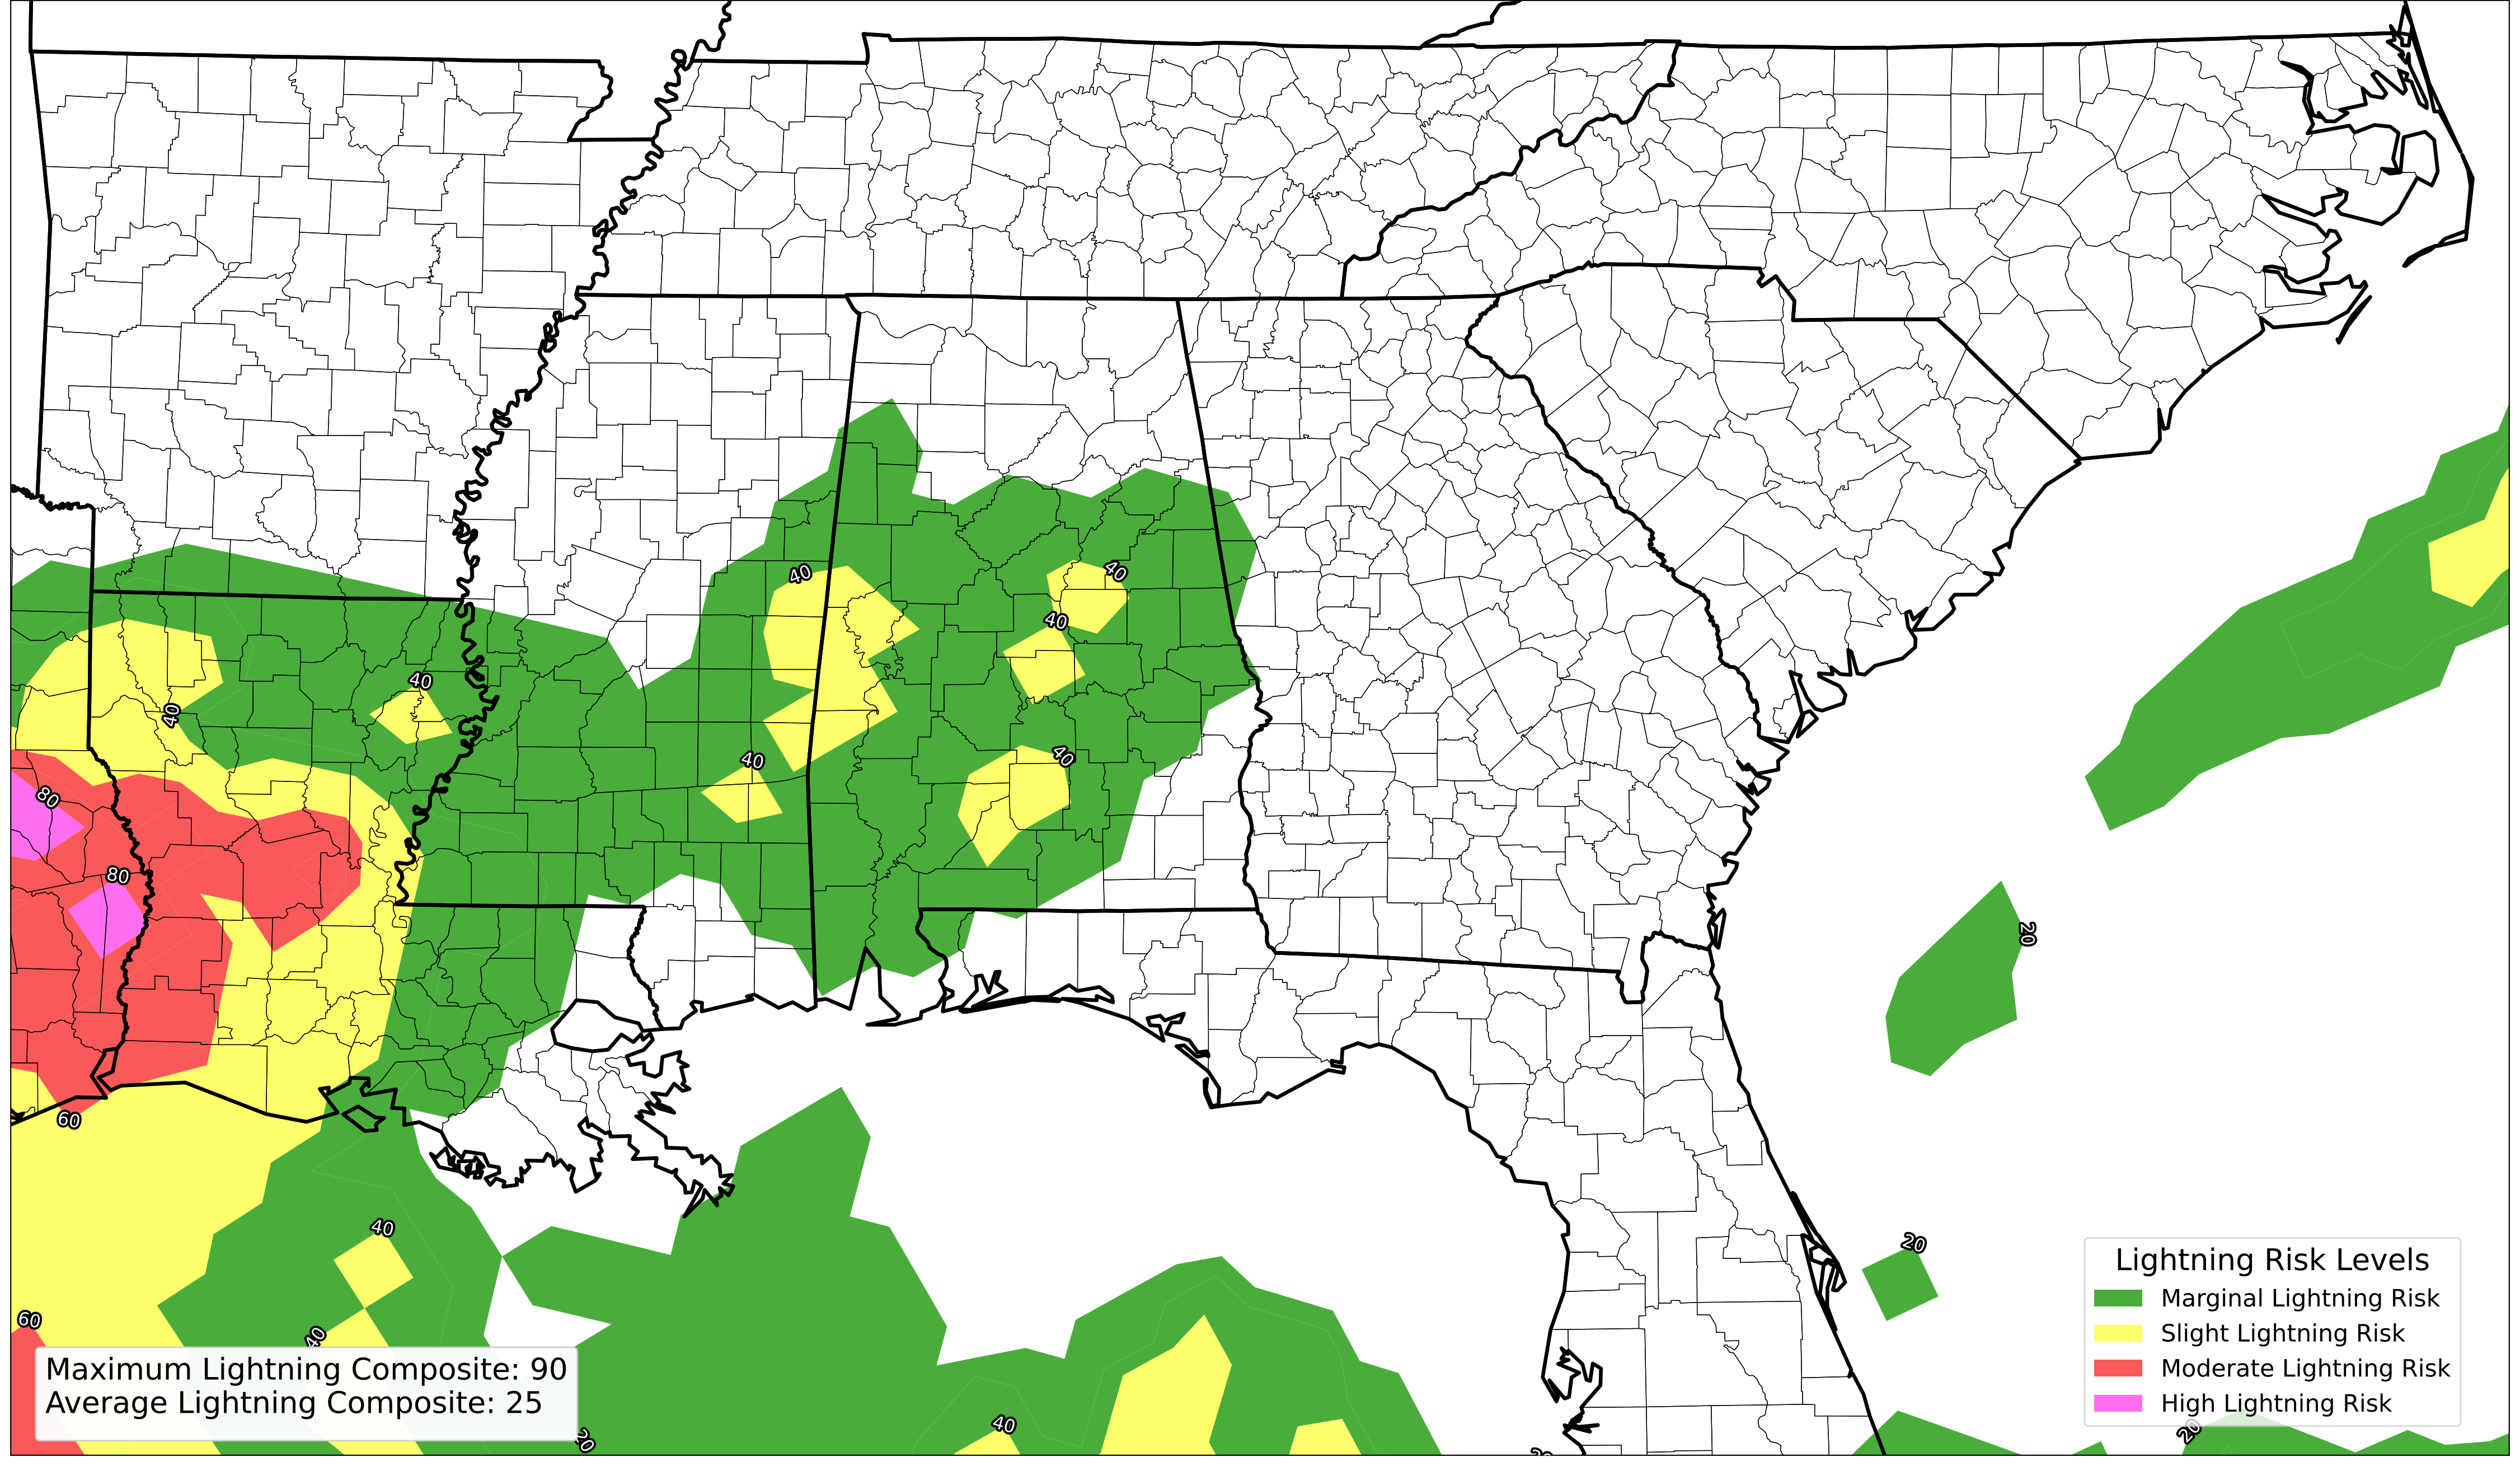 40
40
40
40
40
40
40
80
80
20
60
40
20
60
40
40
20
20
Maximum Lightning Composite: 90
Average Lightning Composite: 25
Lightning Risk Levels
Marginal Lightning Risk
Slight Lightning Risk
Moderate Lightning Risk
High Lightning Risk